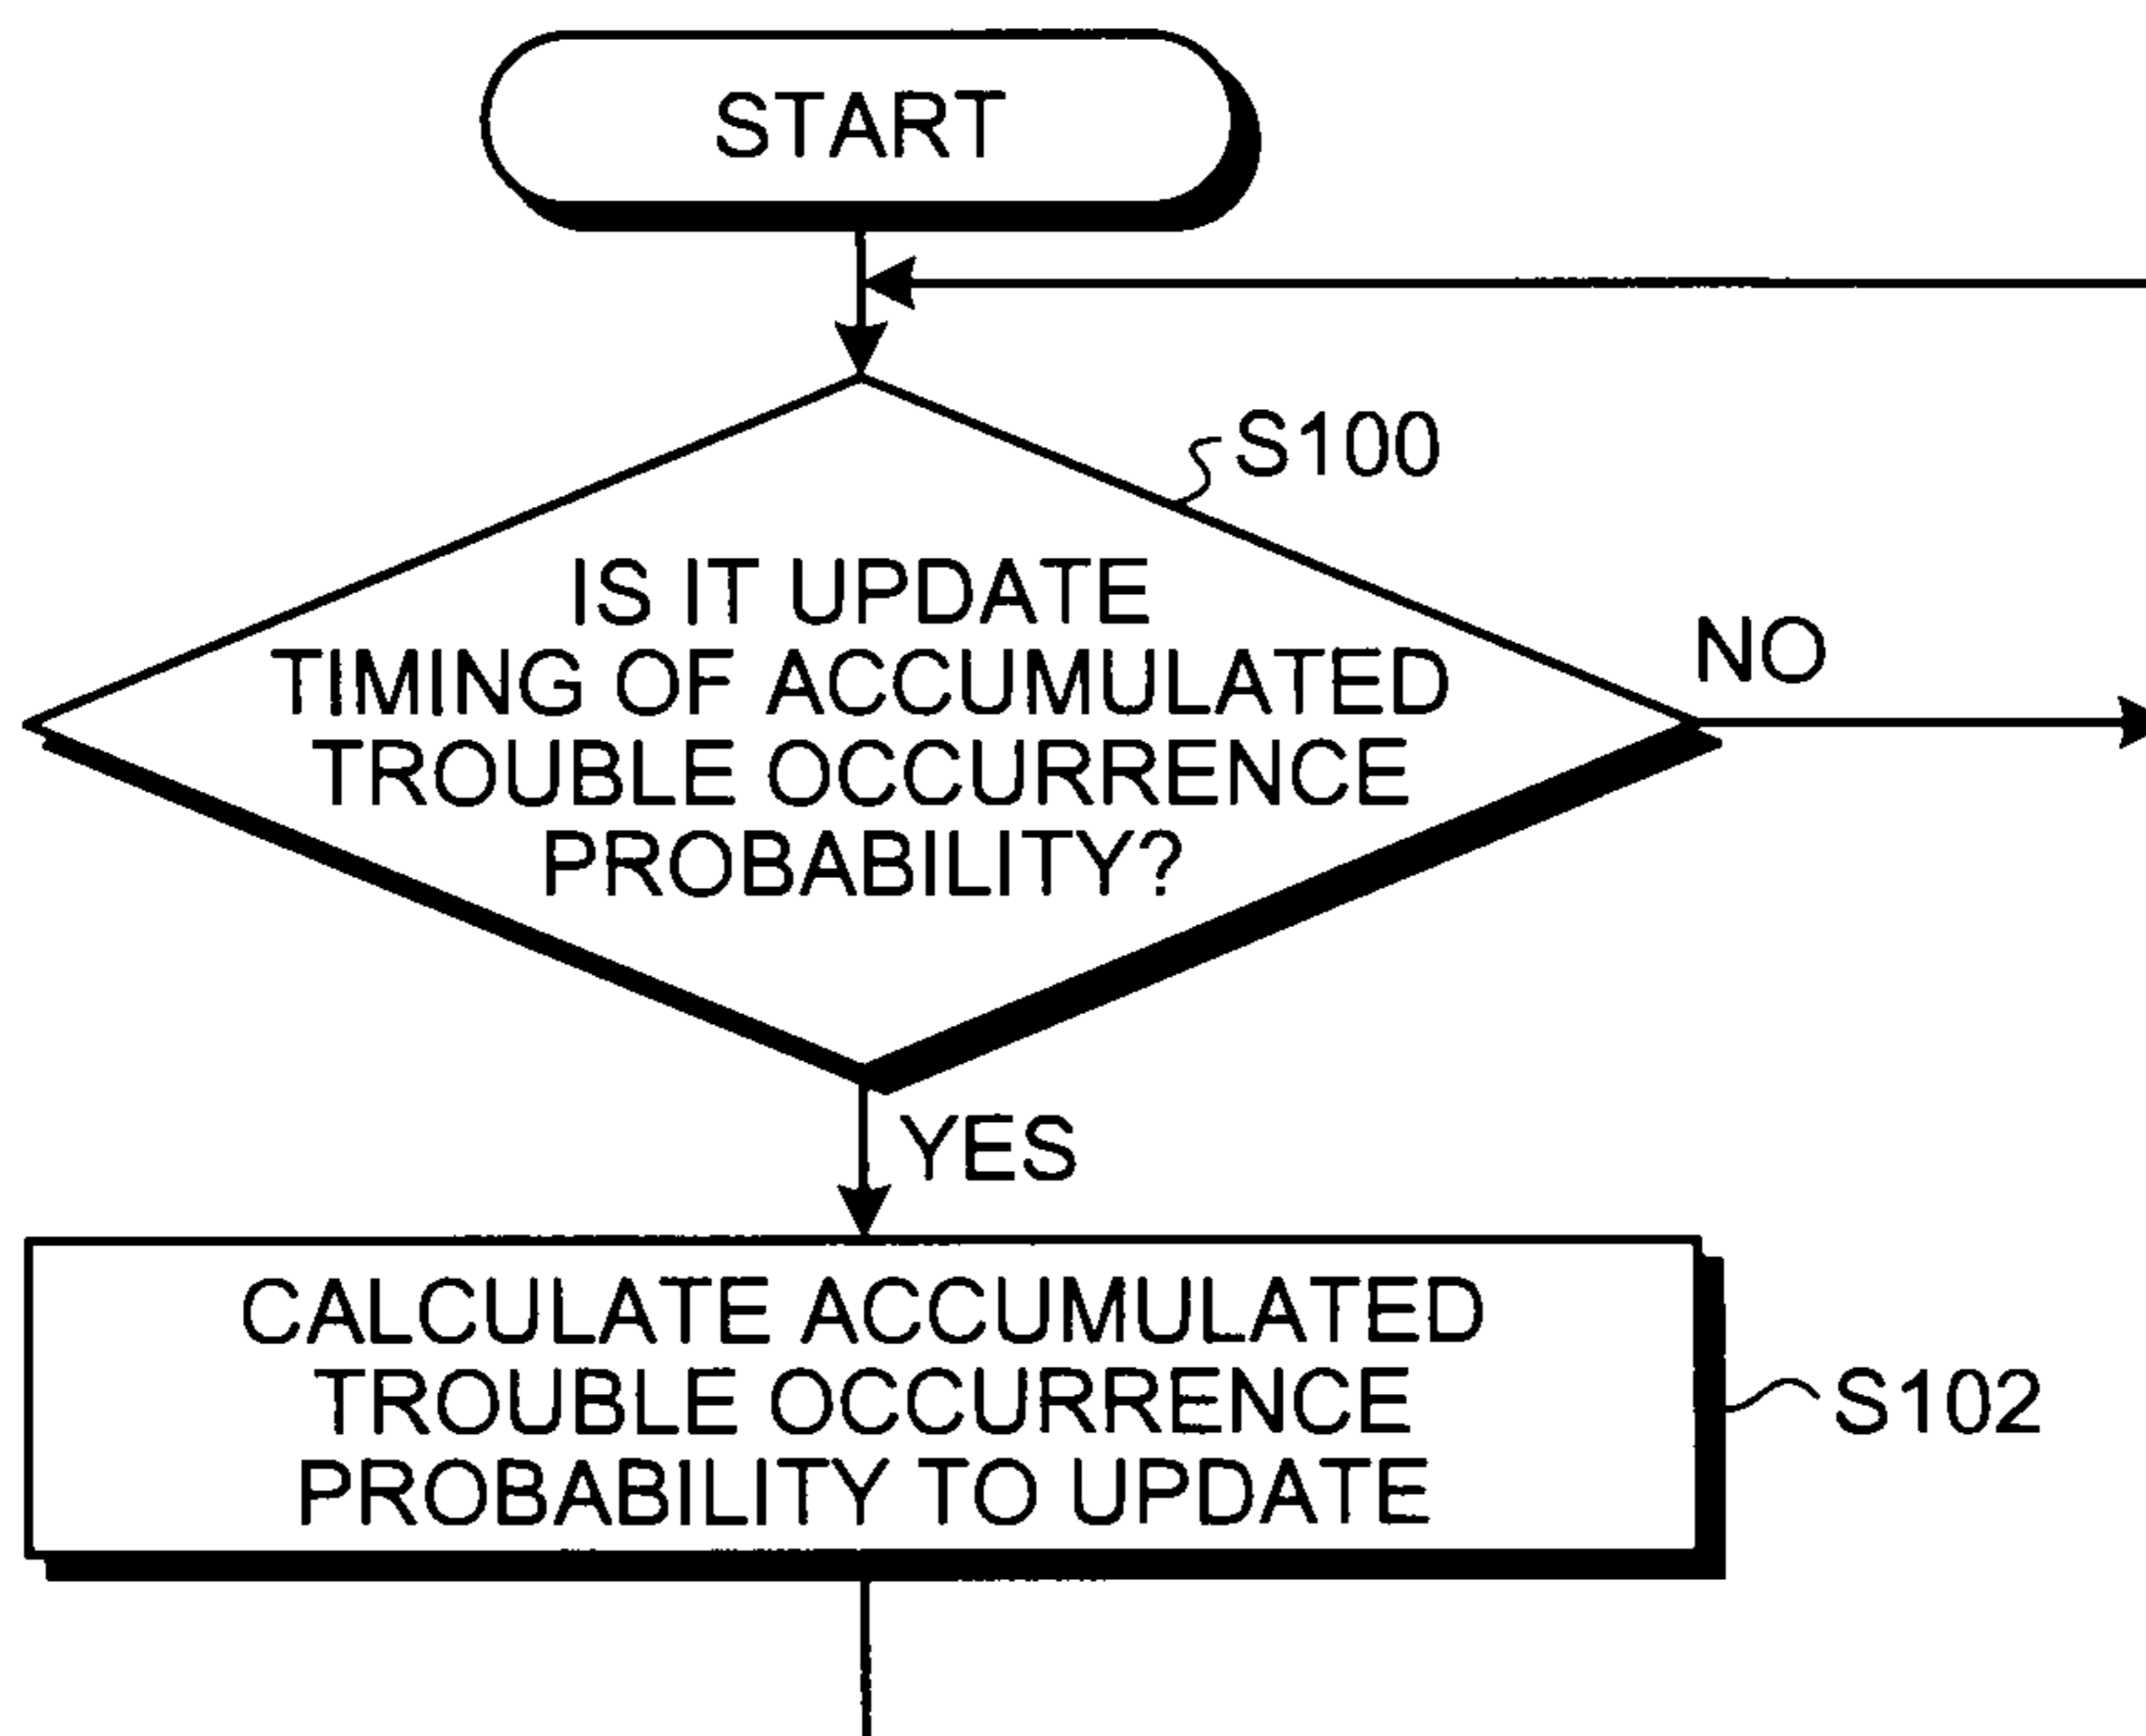 START
S100
IS IT UPDATE
TIMING OF ACCUMULATED
TROUBLE OCCURRENCE
PROBABILITY?
NO
YES
CALCULATE ACCUMULATED
TROUBLE OCCURRENCE
PROBABILITY TO UPDATE
S102